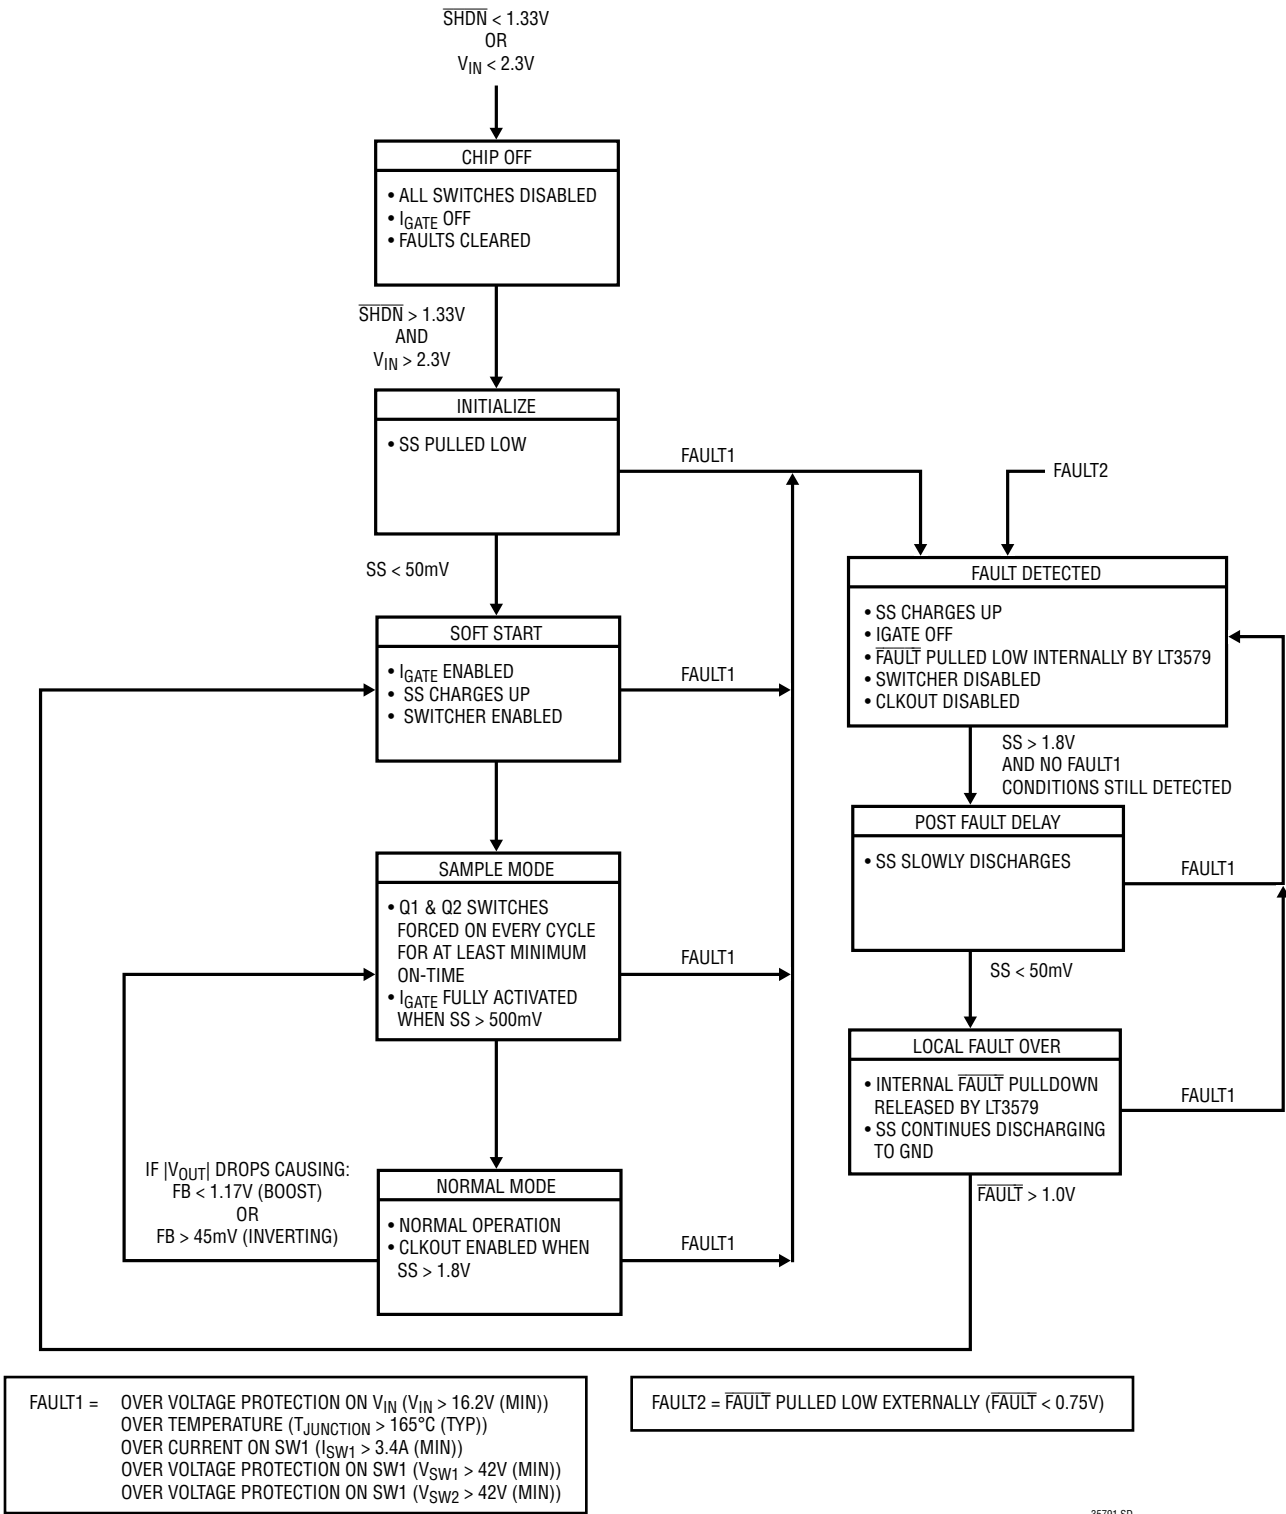 SHDN < 1.33V
OR
VIN < 2.3V
CHIP OFF
• ALL SWITCHES DISABLED
• IGATE OFF
• FAULTS CLEARED
SHDN > 1.33V
AND
VIN > 2.3V
INITIALIZE
• SS PULLED LOW
FAULT1
SS < 50mV
SOFT START
• IGATE ENABLED
• SS CHARGES UP
• SWITCHER ENABLED
FAULT1
SAMPLE MODE
• Q1 & Q2 SWITCHES
FORCED ON EVERY CYCLE
FOR AT LEAST MINIMUM
ON-TIME
• IGATE FULLY ACTIVATED
WHEN SS > 500mV
FAULT1
IF |VOUT| DROPS CAUSING:
FB < 1.17V (BOOST)
OR
FB > 45mV (INVERTING)
NORMAL MODE
• NORMAL OPERATION
• CLKOUT ENABLED WHEN
SS > 1.8V
FAULT1
FAULT2
FAULT DETECTED
• SS CHARGES UP
• IGATE OFF
• FAULT PULLED LOW INTERNALLY BY LT3579
• SWITCHER DISABLED
• CLKOUT DISABLED
SS > 1.8V
AND NO FAULT1
CONDITIONS STILL DETECTED
POST FAULT DELAY
• SS SLOWLY DISCHARGES
FAULT1
SS < 50mV
LOCAL FAULT OVER
• INTERNAL FAULT PULLDOWN
RELEASED BY LT3579
• SS CONTINUES DISCHARGING
TO GND
FAULT1
FAULT > 1.0V
FAULT1 = OVER VOLTAGE PROTECTION ON VIN (VIN > 16.2V (MIN))
OVER TEMPERATURE (TJUNCTION > 165°C (TYP))
OVER CURRENT ON SW1 (ISW1 > 3.4A (MIN))
OVER VOLTAGE PROTECTION ON SW1 (VSW1 > 42V (MIN))
OVER VOLTAGE PROTECTION ON SW1 (VSW2 > 42V (MIN))
FAULT2 = FAULT PULLED LOW EXTERNALLY (FAULT < 0.75V)